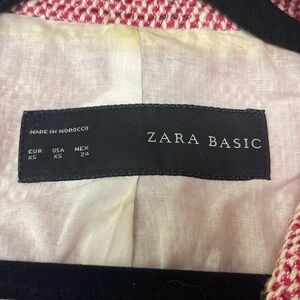 MADE IN MOROCCO
ZARA BASIC
EUR USA MEX
XS XS 24